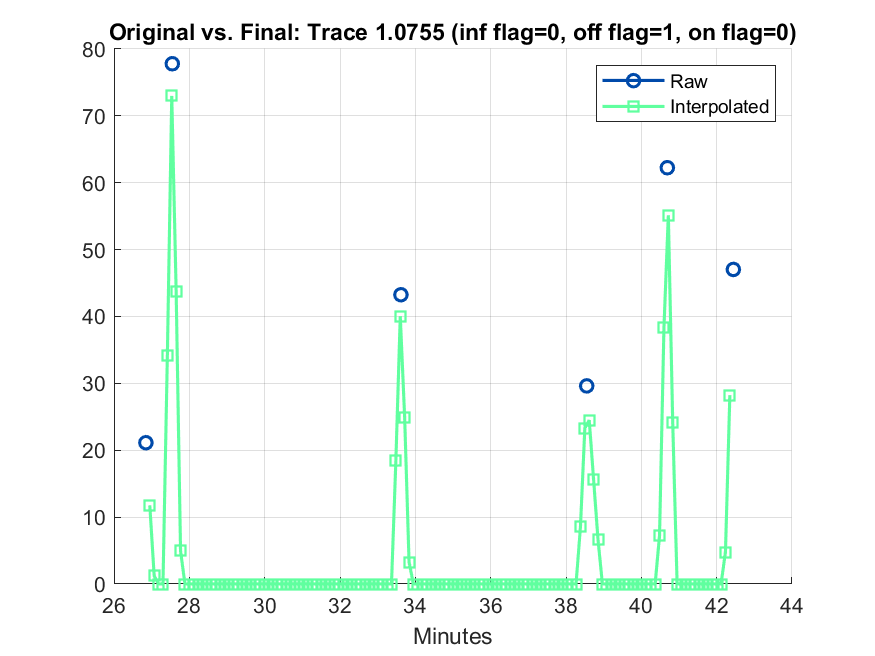 Original vs. Final: Trace 1.0755 (inf flag=0, off flag=1, on flag=0)
80
70
60
50
40
30
20
10
0
Raw
Interpolated
26 28 30 32 34 36 38 40 42 44
Minutes